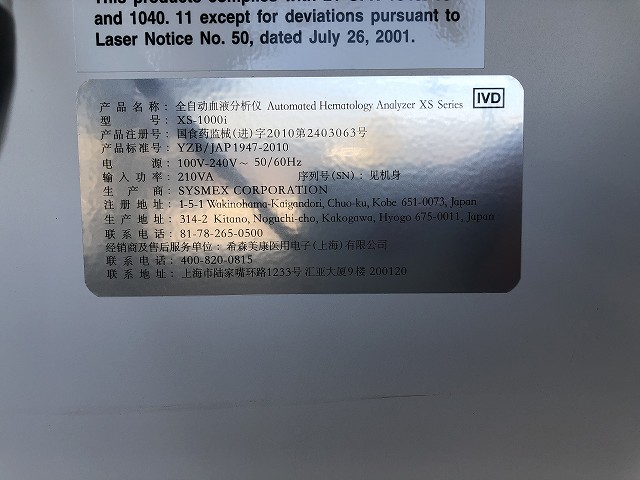 and 1040. 11 except for deviations pursuant to
Laser Notice No. 50, dated July 26, 2001.
IVD
产品名称：全自动血液分析仪 Automated Hematology Analyzer XS Series
型号：XS-1000i
产品注册号：国食药监械(进)字2010第2403063号
产品标准号：YZB/JAP1947-2010
电源：100V-240V～ 50/60Hz
输入功率：210VA 序列号(SN)：见机身
生产商：SYSMEX CORPORATION
注册地址：1-5-1 Wakinohama-Kaigandori, Chuo-ku, Kobe 651-0073, Japan
生产地址：314-2 Kitano, Noguchi-cho, Kakogawa, Hyogo 675-0011, Japan
联系电话：81-78-265-0500
经销商及售后服务单位：希森美康医用电子(上海)有限公司
联系电话：400-820-0815
联系地址：上海市陆家嘴环路1233号 汇亚大厦9楼 200120